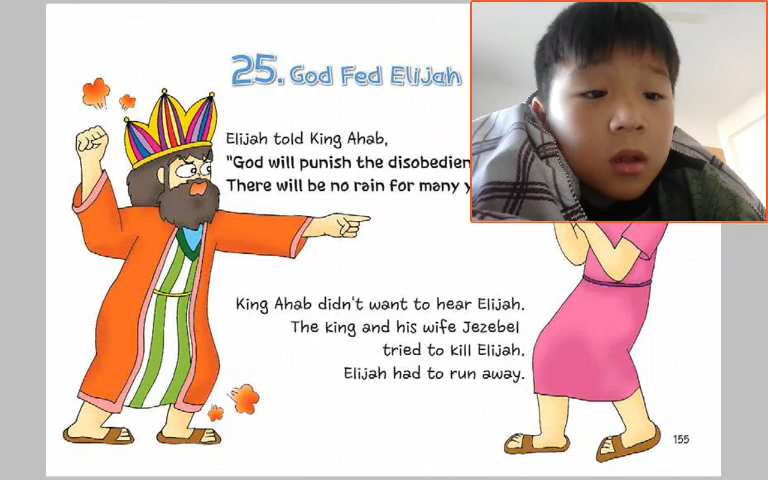 25. God Fed Elijah
Elijah told King Ahab,
"God will punish the
There will be no rain for many
King Ahab didn't want to hear Elijah.
The king and his wife Jezebel
tried to kill Elijah.
Elijah had to run away.
155